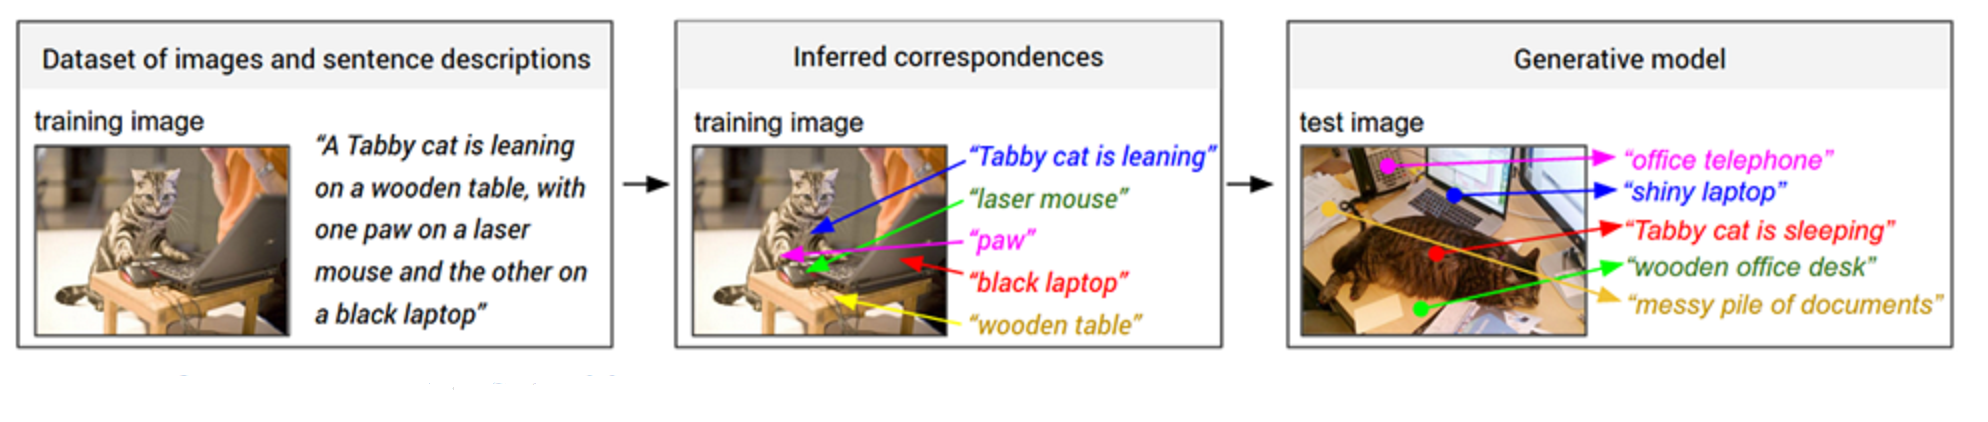 Dataset of images and sentence descriptions
training image
“A Tabby cat is leaning
on a wooden table, with
one paw on a laser
mouse and the other on
a black laptop”
Inferred correspondences
training image
“Tabby cat is leaning”
“laser mouse”
“paw”
“black laptop”
“wooden table”
Generative model
test image
“office telephone”
“shiny laptop”
“Tabby cat is sleeping”
“wooden office desk”
“messy pile of documents”